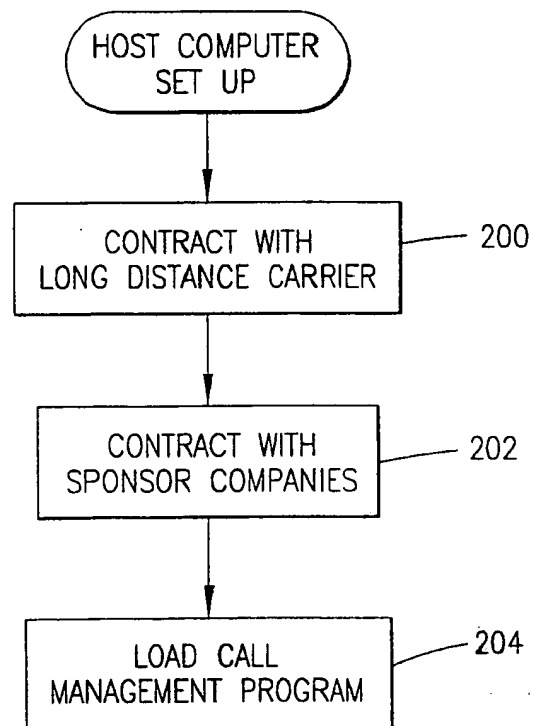 HOST COMPUTER
SET UP
CONTRACT WITH
LONG DISTANCE CARRIER
200
CONTRACT WITH
SPONSOR COMPANIES
202
LOAD CALL
MANAGEMENT PROGRAM
204